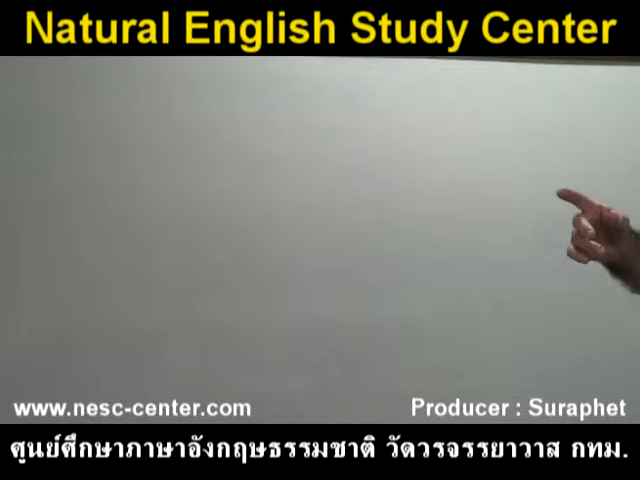 Natural English Study Center
www.nesc-center.com
Producer : Suraphet
ศูนย์ศึกษาภาษาอังกฤษธรรมชาติ วัดวรจรรยาวาส กทม.